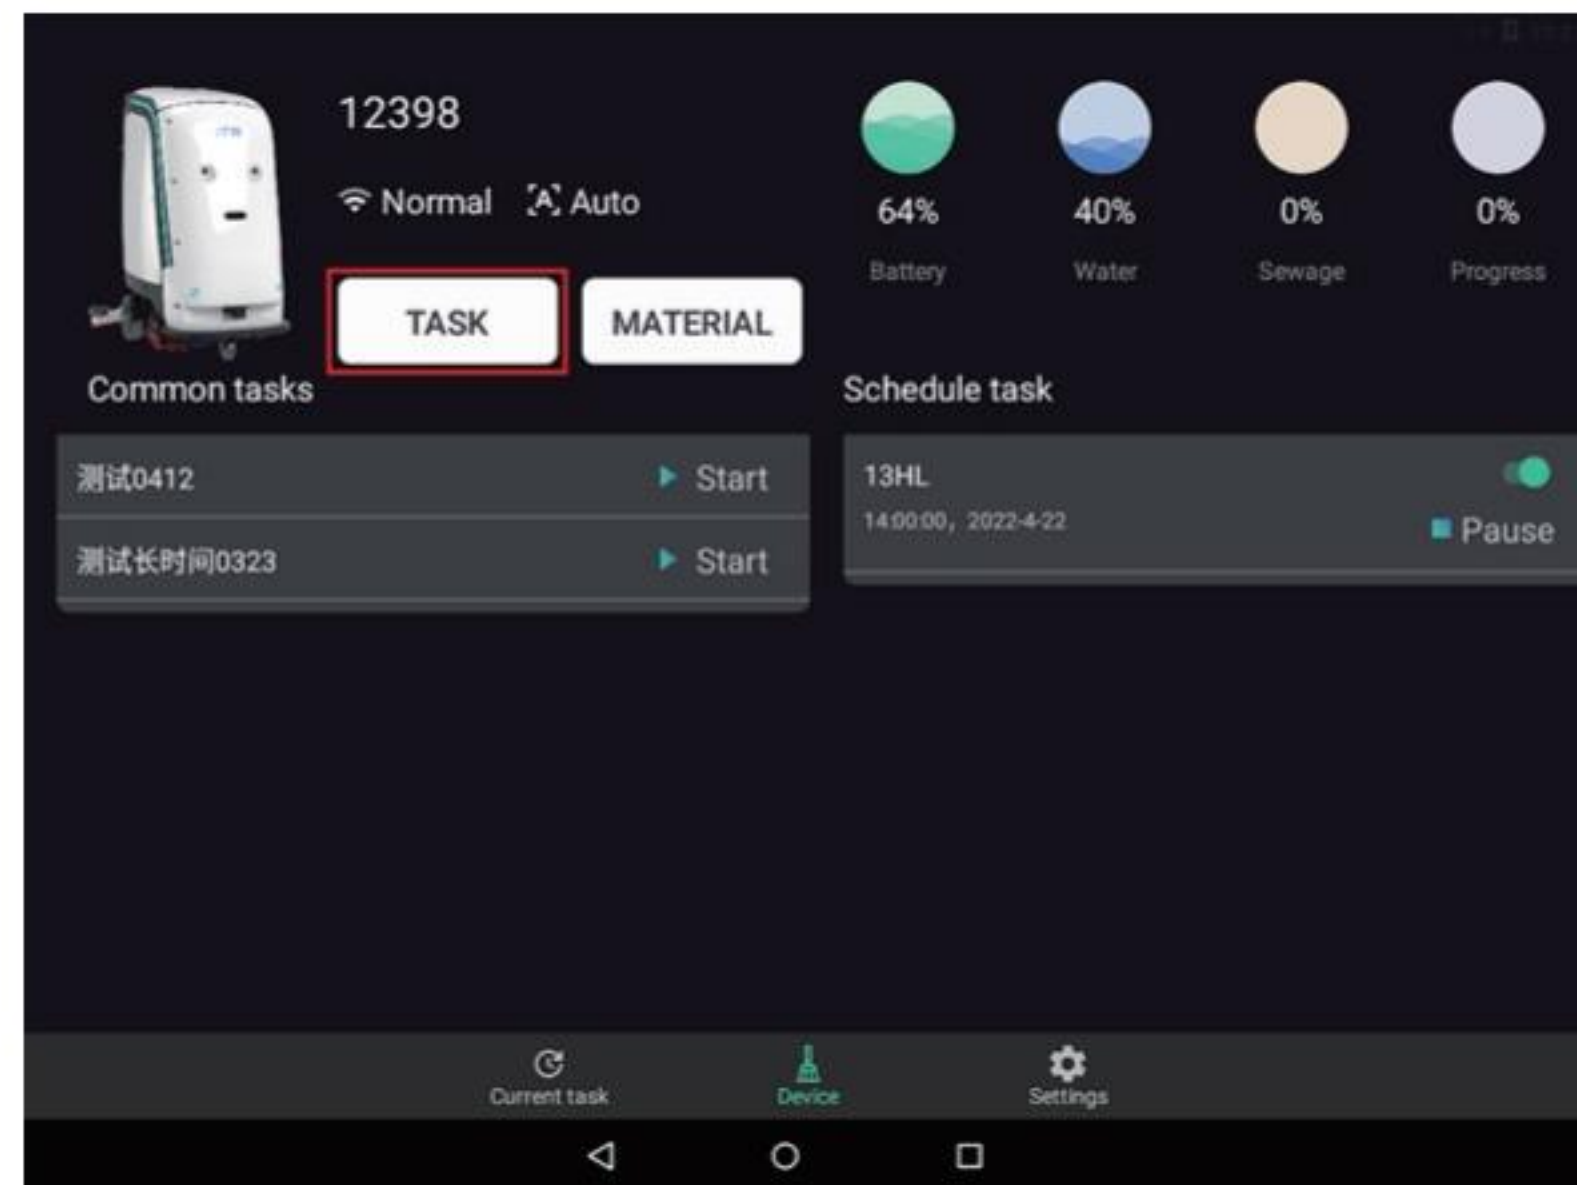 12398
Normal
Auto
64%
40%
0%
0%
Battery
Water
Sewage
Progress
TASK
MATERIAL
Common tasks
Schedule task
测试0412
Start
测试长时间0323
Start
13HL
14:00:00，2022-4-22
Pause
Current task
Device
Settings